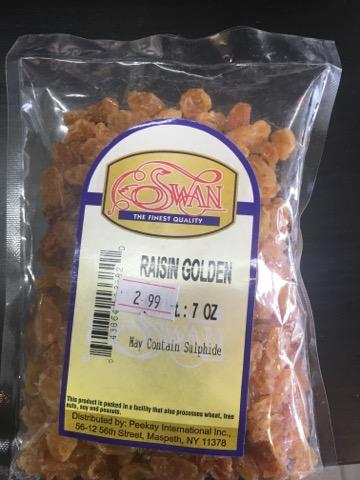 SWAN
THE FINEST QUALITY
RAISIN GOLDEN
2.99
t.: 7 OZ
May Contain Sulphide
SWAN
This product is packed in a facility that also processes wheat, tree
nuts, soy and peanuts.
Distributed by: Peekay International Inc.,
56-12 56th Street, Maspeth, NY 11378